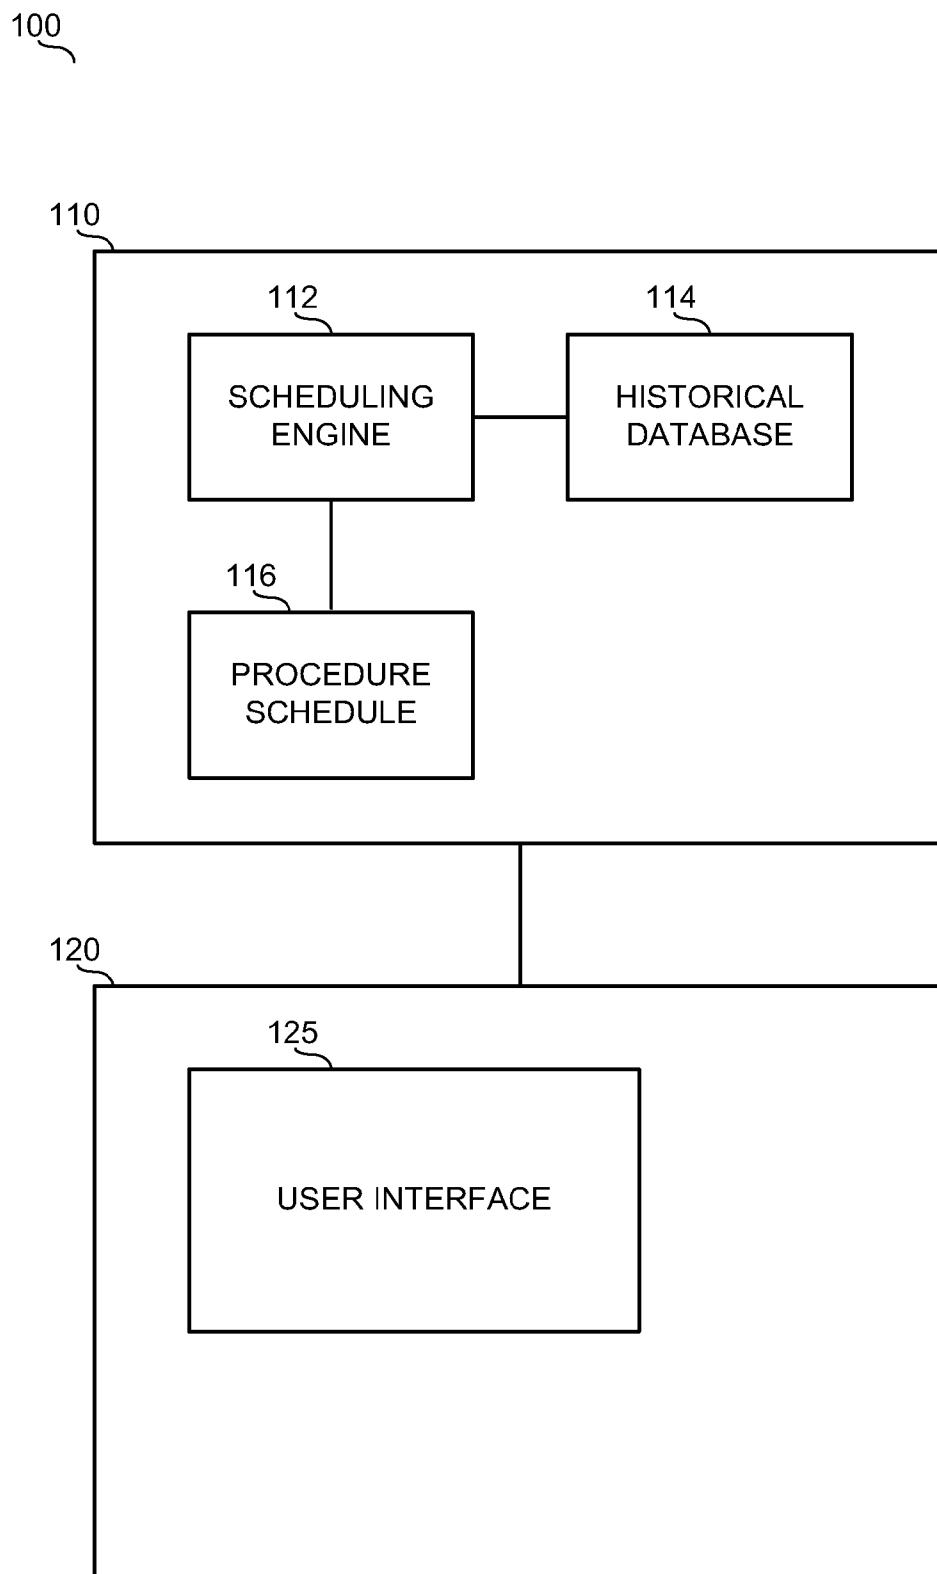 100
110
112
114
SCHEDULING
ENGINE
HISTORICAL
DATABASE
116
PROCEDURE
SCHEDULE
120
125
USER INTERFACE